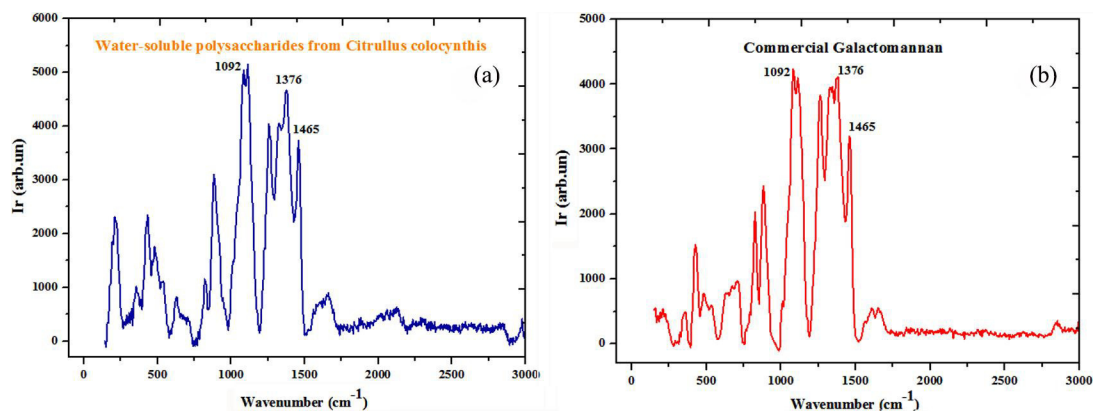 Water-soluble polysaccharides from Citrullus colocynthis
(a)
1092
1376
1465
6000
5000
4000
3000
2000
1000
0
Ir (arb.un)
0 500 1000 1500 2000 2500 3000
Wavenumber (cm-1)
Commercial Galactomannan
(b)
1092
1376
1465
5000
4000
3000
2000
1000
0
Ir (arb.un)
0 500 1000 1500 2000 2500 3000
Wavenumber (cm-1)